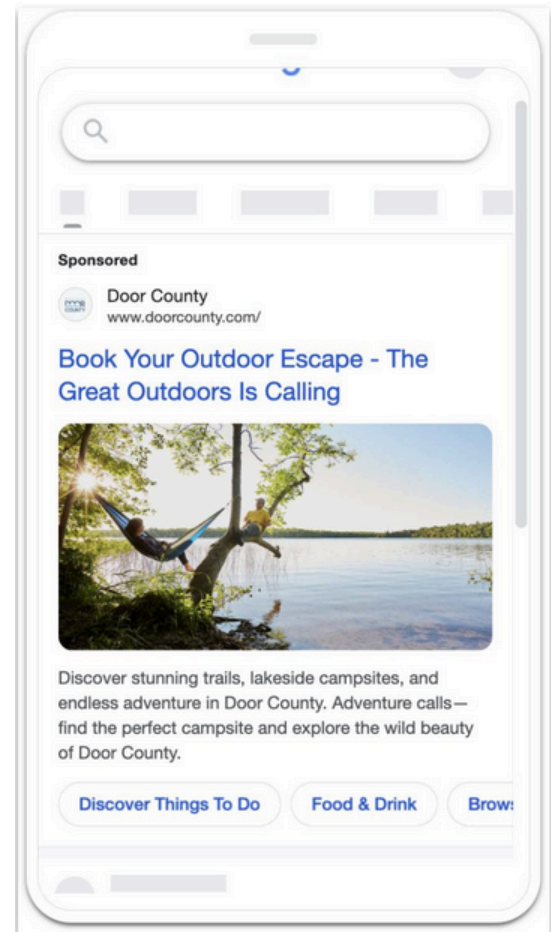 Sponsored
Door County
www.doorcounty.com/
Book Your Outdoor Escape - The
Great Outdoors Is Calling
Discover stunning trails, lakeside campsites, and
endless adventure in Door County. Adventure calls—
find the perfect campsite and explore the wild beauty
of Door County.
Discover Things To Do Food & Drink